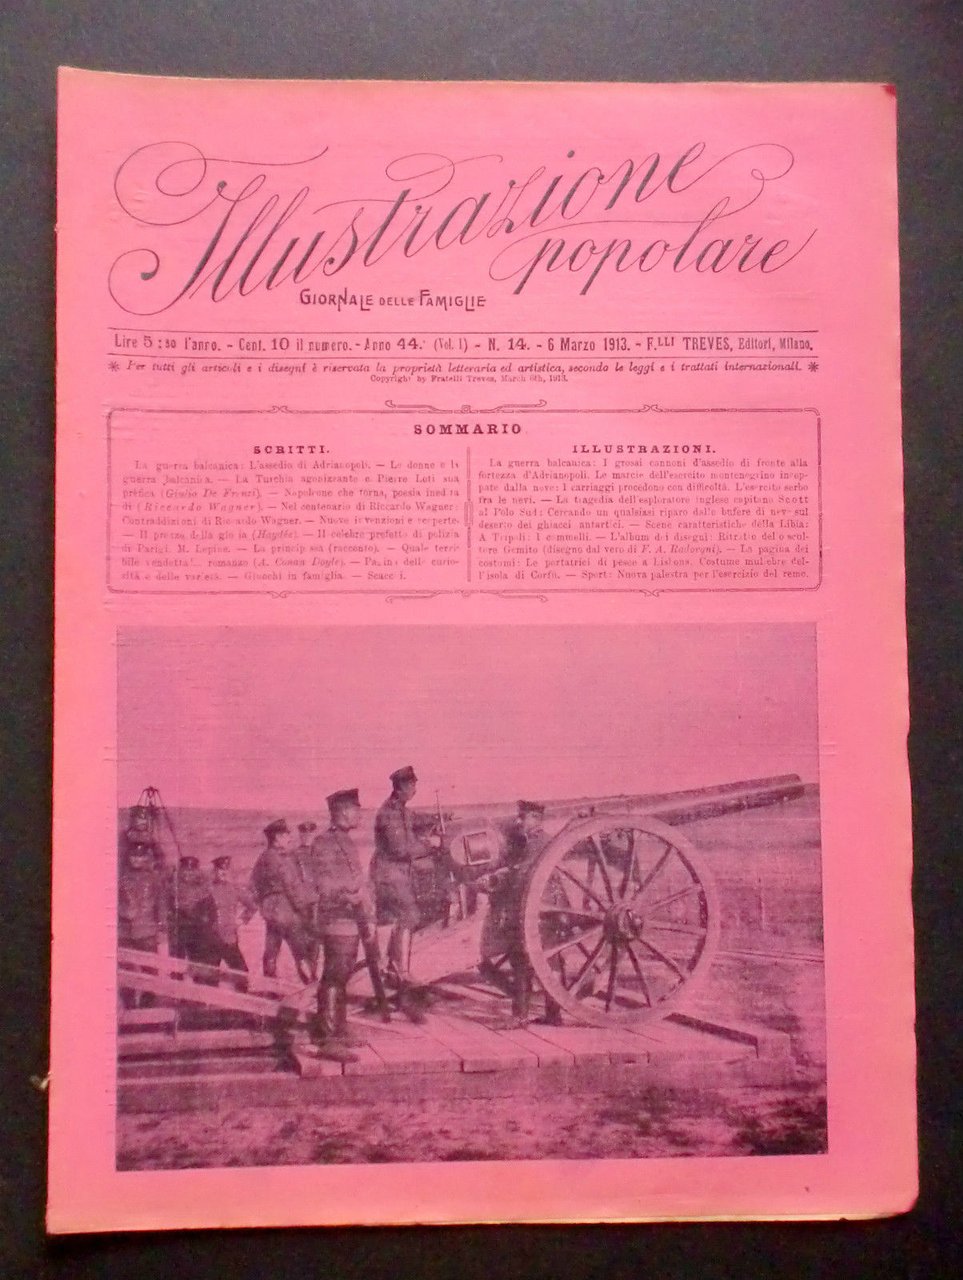 Illustrazione
popolare
GIORNALE DELLE FAMIGLIE
Lire 5:50 l'anno. - Cent. 10 il numero. - Anno 44.° (Vol. I) - N. 14. - 6 Marzo 1913. - F.LLI TREVES, Editori, Milano.
* Per tutti gli articoli e i disegni è riservata la proprietà letteraria ed artistica, secondo le leggi e i trattati internazionali. *
Copyright by Fratelli Treves, March 6th, 1913.
SOMMARIO
SCRITTI.
La guerra balcanica: L'assedio di Adrianopoli. — Le donne e la
guerra balcanica. — La Turchia agonizzante e Pierre Loti suo
profeta (Giulio De Frenzi). — Napoleone che torna, poesia inedita
di (Riccardo Wagner). — Nel centenario di Riccardo Wagner:
Contraddizioni di Riccardo Wagner. — Nuove invenzioni e scoperte.
— Il prezzo della gloria (Haydée). — Il celebre prefetto di polizia
di Parigi, M. Lepine. — La principessa (racconto). — Quale terri-
bile vendetta!.. romanzo (A. Conan Doyle). — Pagina delle curio-
sità e delle varietà. — Giuochi in famiglia. — Scacchi.
ILLUSTRAZIONI.
La guerra balcanica: I grossi cannoni d'assedio di fronte alla
fortezza d'Adrianopoli. Le marcie dell'esercito montenegrino incep-
pate dalla neve: I carriaggi procedono con difficoltà. L'esercito serbo
fra le nevi. — La tragedia dell'esploratore inglese capitano Scott
al Polo Sud: Cercando un qualsiasi riparo dalle bufere di neve sul
deserto dei ghiacci antartici. — Scene caratteristiche della Libia:
A Tripoli: I cammelli. — L'album dei disegni: Ritratto del o scul-
tore Gemito (disegno dal vero di F. A. Radorgni). — La pagina dei
costumi: Le portatrici di pesce a Lisbona. Costume muliebre del-
l'isola di Corfù. — Sport: Nuova palestra per l'esercizio del remo.